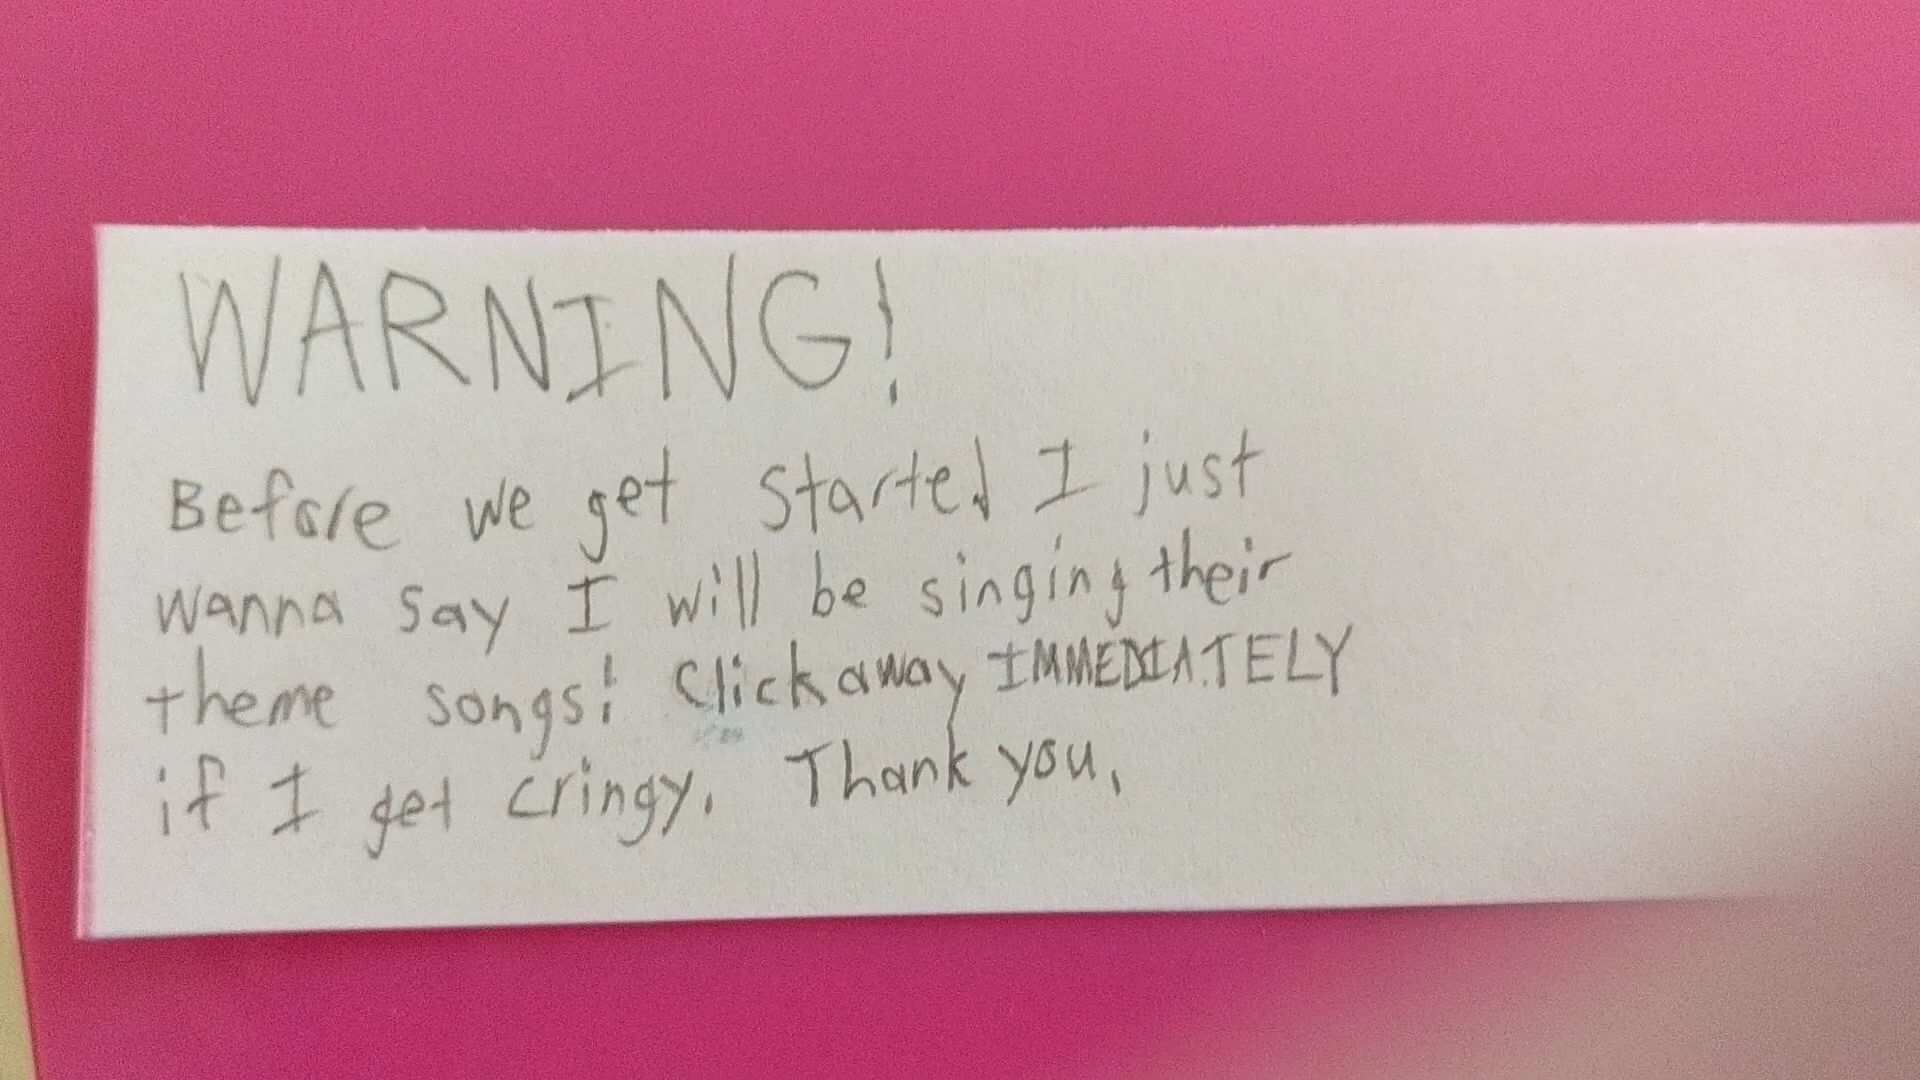 WARNING!
Before we get started I just
wanna say I will be singing their
theme songs! Click away IMMEDIATELY
if I get cringy. Thank you.